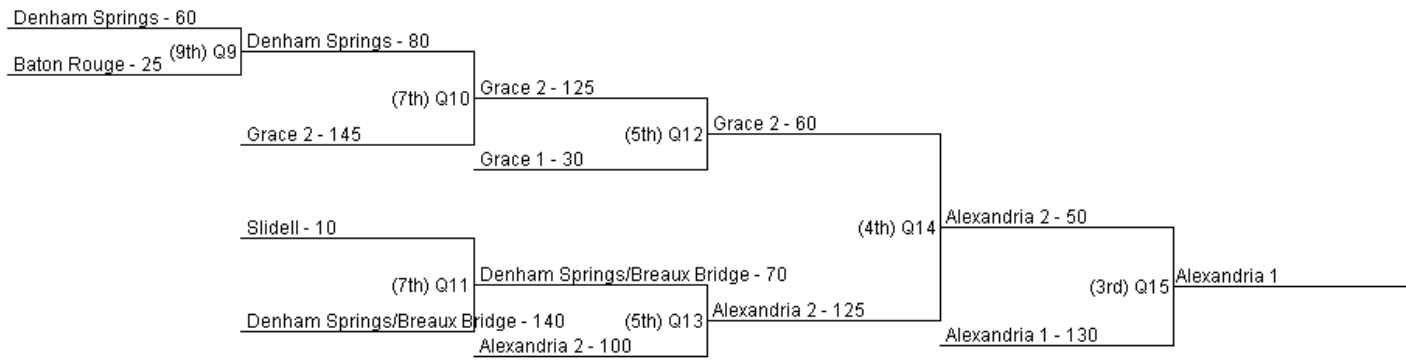 Denham Springs - 60
(9th) Q9
Baton Rouge - 25
Denham Springs - 80
(7th) Q10
Grace 2 - 145
Grace 2 - 125
(5th) Q12
Grace 1 - 30
Grace 2 - 60
Slidell - 10
(7th) Q11
Denham Springs/Breaux Bridge - 140
Denham Springs/Breaux Bridge - 70
(5th) Q13
Alexandria 2 - 100
Alexandria 2 - 125
(4th) Q14
Alexandria 2 - 50
(3rd) Q15
Alexandria 1 - 130
Alexandria 1